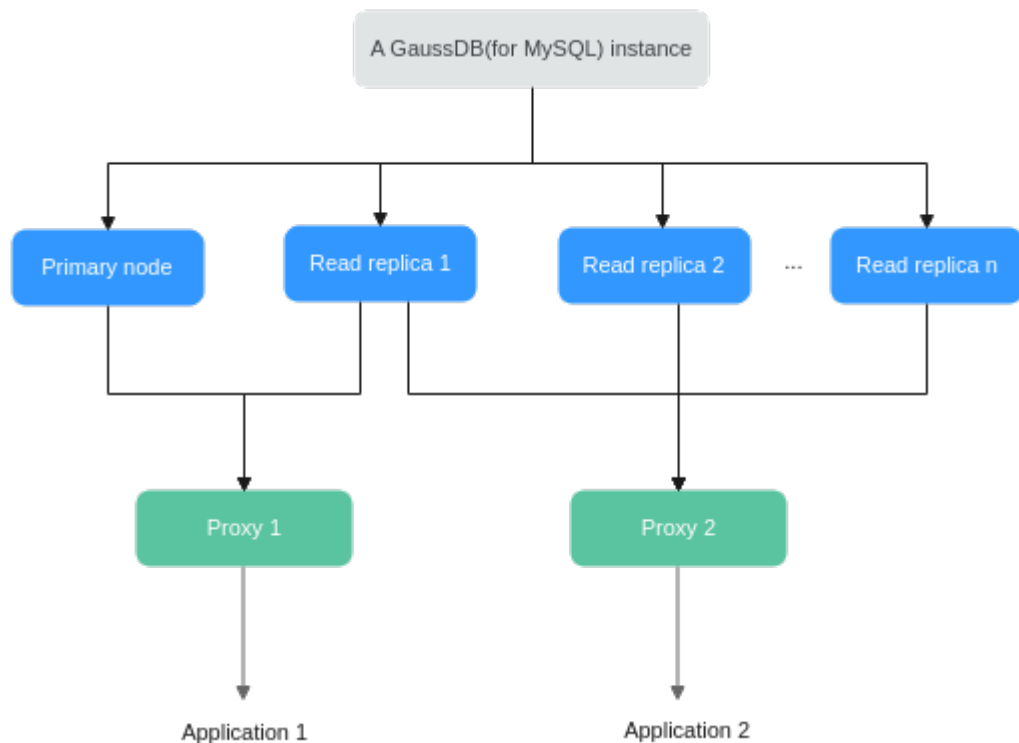 A GaussDB(for MySQL) instance
Primary node
Read replica 1
Read replica 2
...
Read replica n
Proxy 1
Proxy 2
Application 1
Application 2